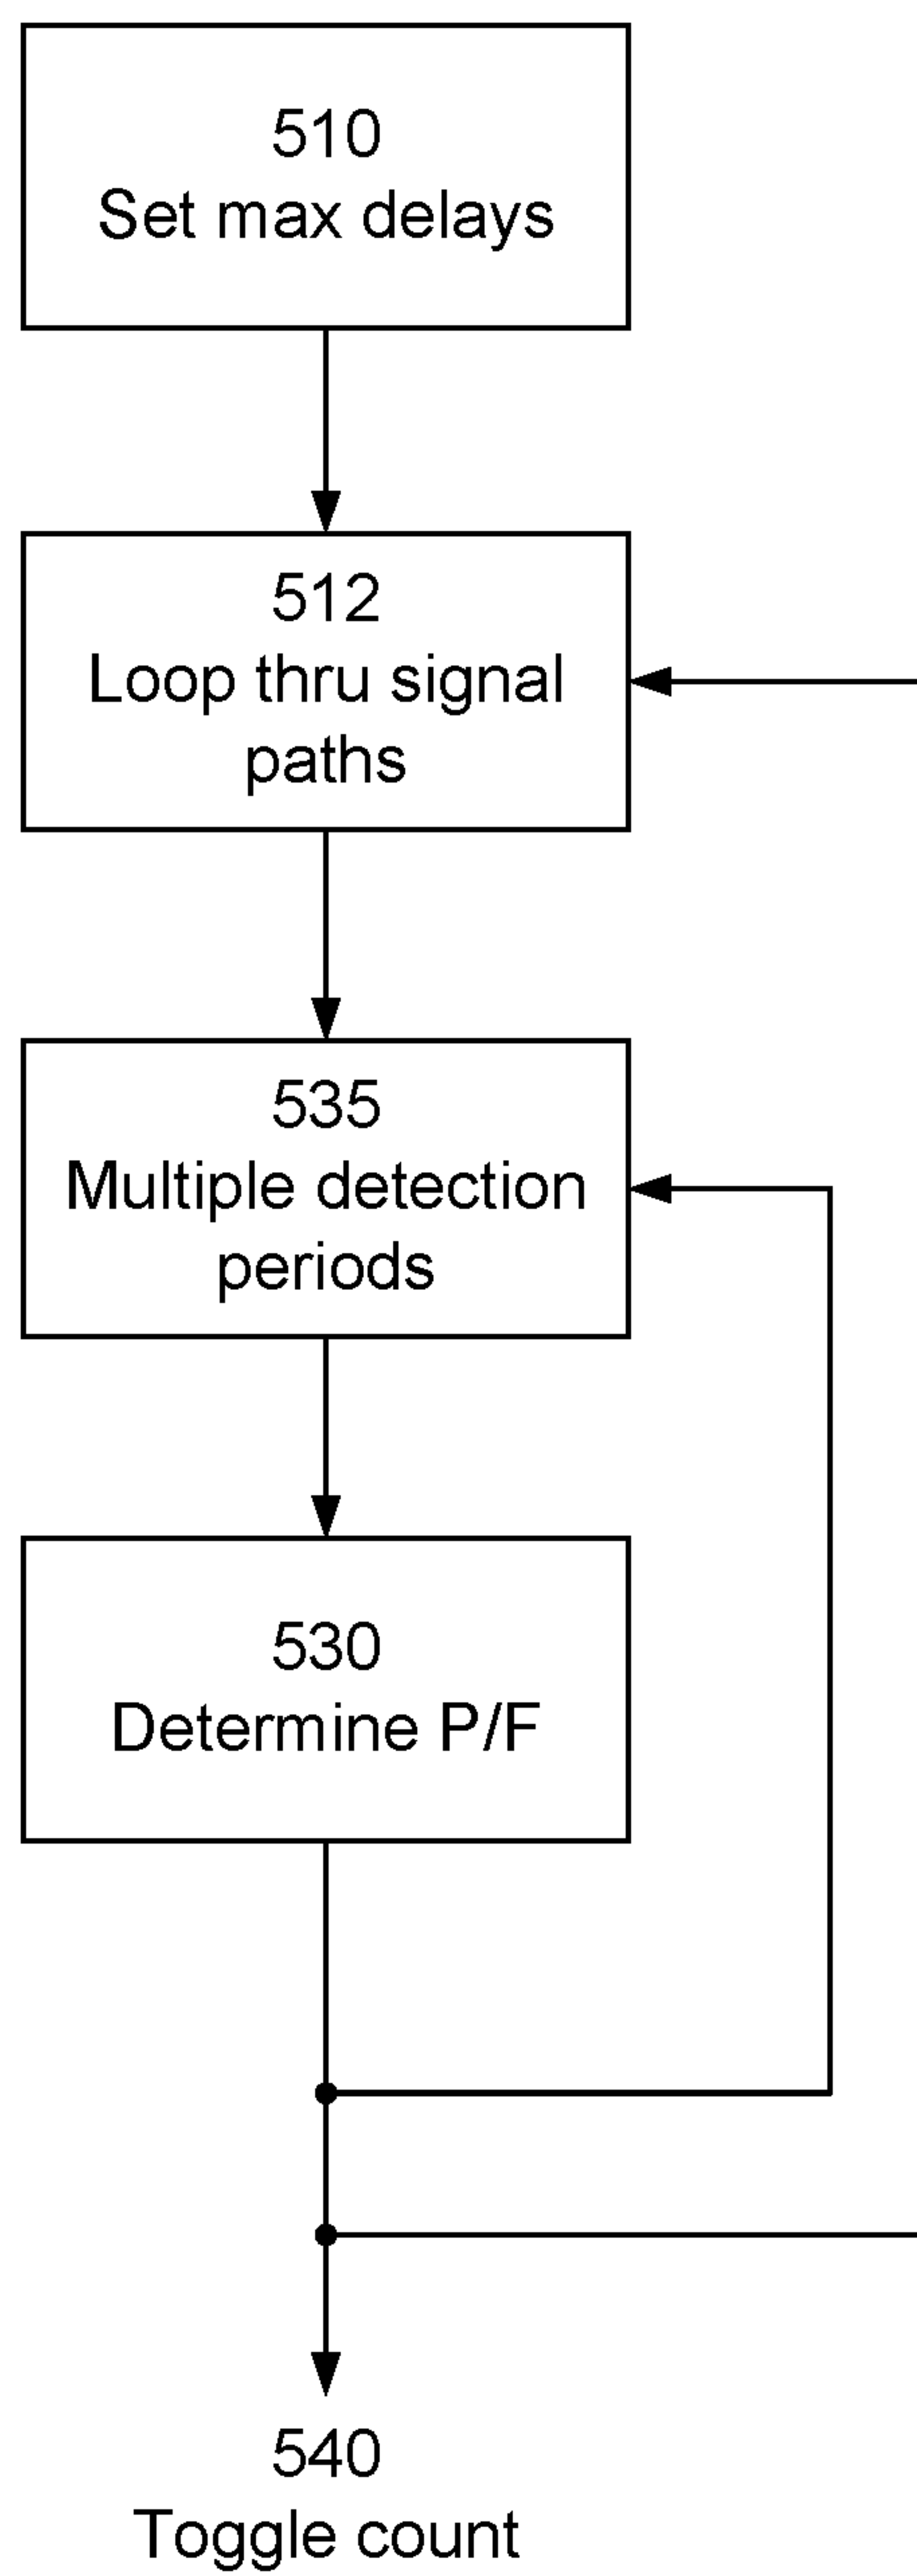 510
Set max delays
512
Loop thru signal
paths
535
Multiple detection
periods
530
Determine P/F
540
Toggle count